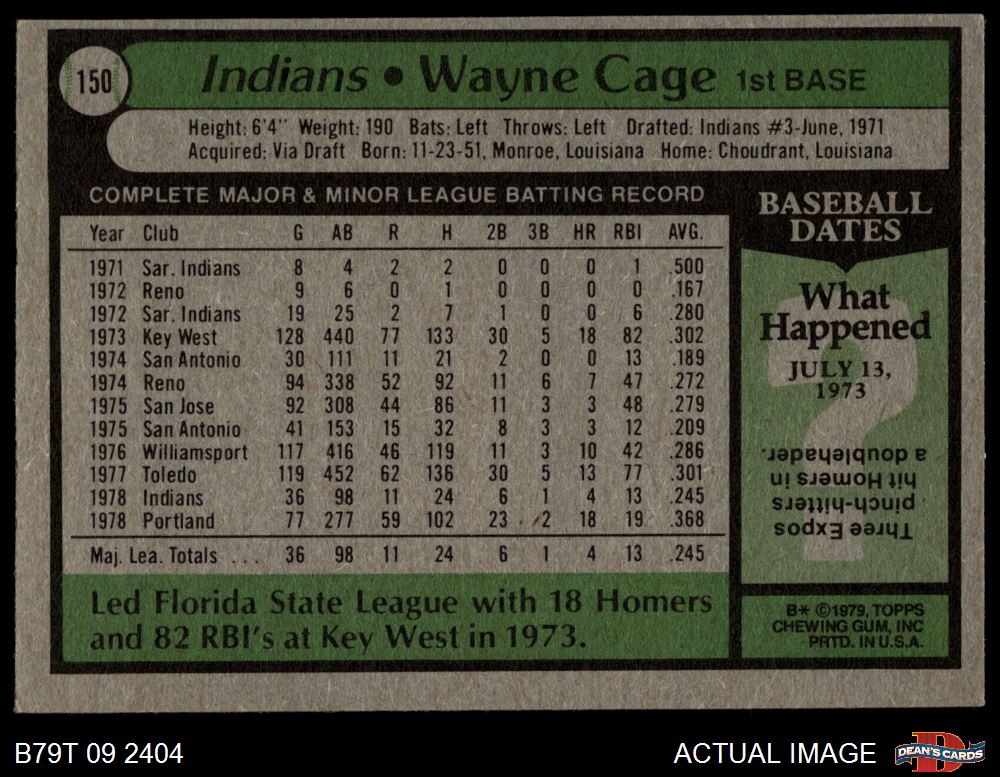 150
Indians • Wayne Cage 1st BASE
Height: 6'4" Weight: 190 Bats: Left Throws: Left Drafted: Indians #3-June, 1971
Acquired: Via Draft Born: 11-23-51, Monroe, Louisiana Home: Choudrant, Louisiana
COMPLETE MAJOR & MINOR LEAGUE BATTING RECORD
Year Club G AB R H 2B 3B HR RBI AVG.
1971 Sar. Indians 8 4 2 2 0 0 0 1 .500
1972 Reno 9 6 0 1 0 0 0 0 .167
1972 Sar. Indians 19 25 2 7 1 0 0 6 .280
1973 Key West 128 440 77 133 30 5 18 82 .302
1974 San Antonio 30 111 11 21 2 0 0 13 .189
1974 Reno 94 338 52 92 11 6 7 47 .272
1975 San Jose 92 308 44 86 11 3 3 48 .279
1975 San Antonio 41 153 15 32 8 3 3 12 .209
1976 Williamsport 117 416 46 119 11 3 10 42 .286
1977 Toledo 119 452 62 136 30 5 13 77 .301
1978 Indians 36 98 11 24 6 1 4 13 .245
1978 Portland 77 277 59 102 23 2 18 19 .368
Maj. Lea. Totals . . . 36 98 11 24 6 1 4 13 .245
Led Florida State League with 18 Homers
and 82 RBI's at Key West in 1973.
BASEBALL
DATES
What
Happened
JULY 13,
1973
Three Expos
pinch-hitters
hit Homers in
a doubleheader.
B* ©1979, TOPPS
CHEWING GUM, INC
PRTD. IN U.S.A.
B79T 09 2404
ACTUAL IMAGE
DEAN'S CARDS